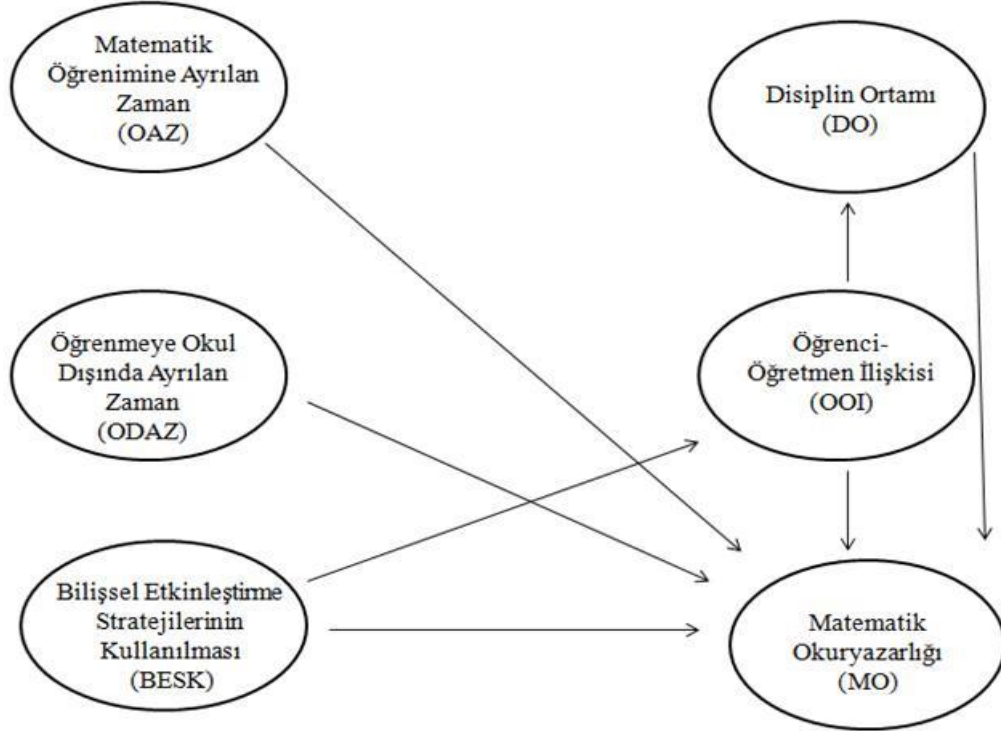 Matematik
Öğrenimine Ayrılan
Zaman
(OAZ)
Disiplin Ortamı
(DO)
Öğrenmeye Okul
Dışında Ayrılan
Zaman
(ODAZ)
Öğrenci-
Öğretmen İlişkisi
(OOI)
Bilişsel Etkinleştirme
Stratejilerinin
Kullanılması
(BESK)
Matematik
Okuryazarlığı
(MO)